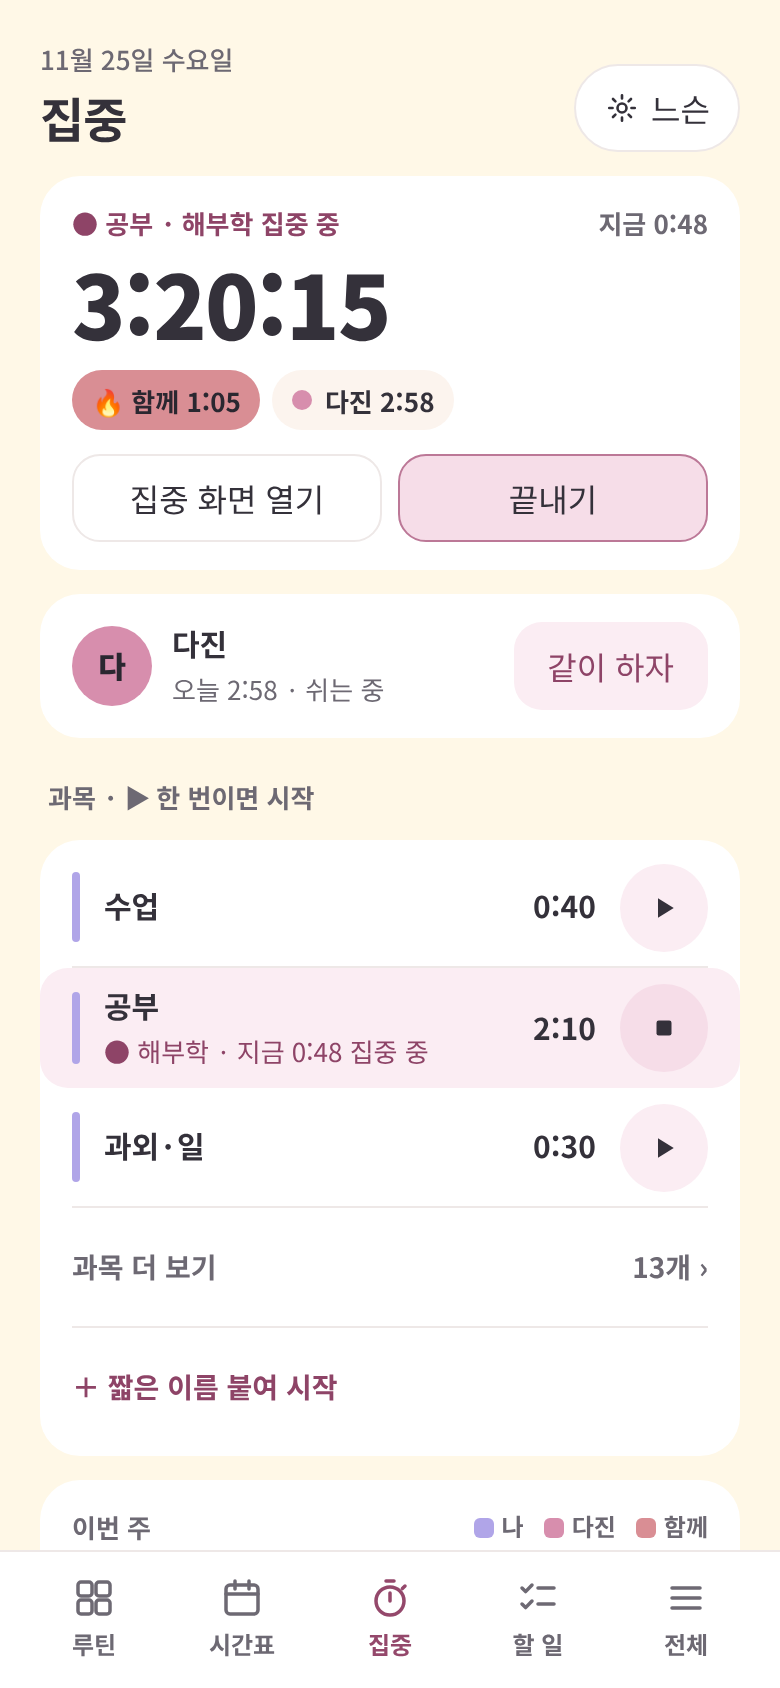 11월 25일 수요일
집중
느슨
공부 · 해부학 집중 중
지금 0:48
3:20:15
🔥 함께 1:05
다진 2:58
집중 화면 열기
끝내기
다
다진
오늘 2:58 · 쉬는 중
같이 하자
과목 · ▶ 한 번이면 시작
수업
0:40
공부
해부학 · 지금 0:48 집중 중
2:10
과외·일
0:30
과목 더 보기
13개 ›
+ 짧은 이름 붙여 시작
이번 주
나 다진 함께
루틴 시간표 집중 할 일 전체